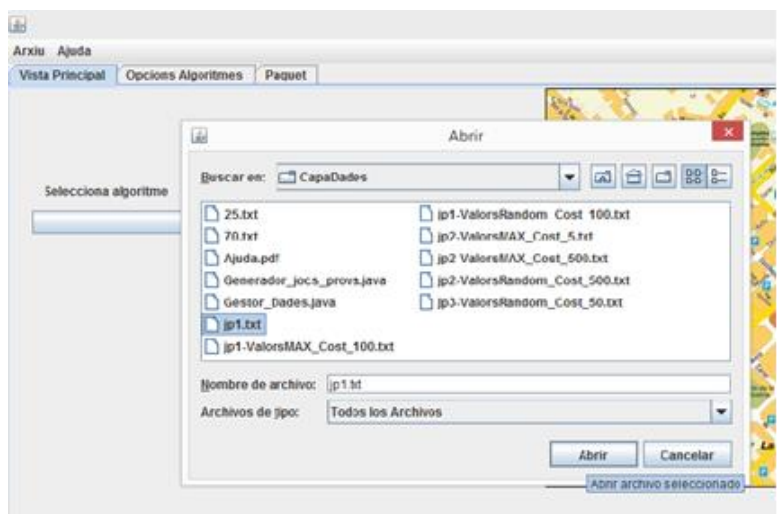 Arxiu Ajuda
Vista Principal Opcions Algoritmes Paquet
Abrir
Buscar en: CapaDades
Selecciona algoritme
25.txt
70.txt
Ajuda.pdf
Generador_jocs_prova.java
Gestor_Dades.java
jp1.txt
jp1-ValorsMAX_Cost_100.txt
jp1-ValorsRandom_Cost_100.txt
jp2-ValorsMAX_Cost_5.txt
jp2-ValorsMAX_Cost_500.txt
jp2-ValorsRandom_Cost_500.txt
jp3-ValorsRandom_Cost_50.txt
Nombre de archivo: jp1.txt
Archivos de tipo: Todos los Archivos
Abrir Cancelar
Abrir archivo seleccionado